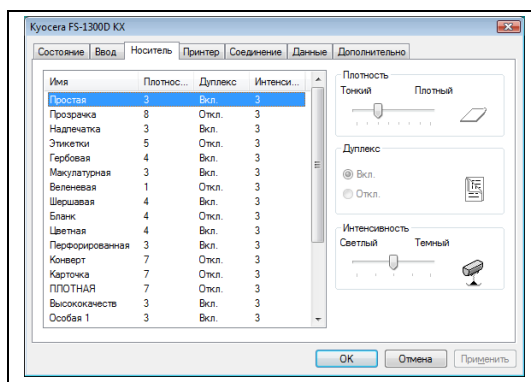 Kyocera FS-1300D KX
Состояние Ввод Носитель Принтер Соединение Данные Дополнительно
Имя Плотнос... Дуплекс Интенси...
Простая 3 Вкл. 3
Прозрачка 8 Откл. 3
Надпечатка 3 Вкл. 3
Этикетки 5 Откл. 3
Гербовая 4 Вкл. 3
Макулатурная 3 Вкл. 3
Веленевая 1 Откл. 3
Шершавая 4 Вкл. 3
Бланк 4 Откл. 3
Цветная 4 Вкл. 3
Перфорированная 3 Вкл. 3
Конверт 7 Откл. 3
Карточка 7 Откл. 3
ПЛОТНАЯ 7 Откл. 3
Высококачеств 3 Вкл. 3
Особая 1 3 Вкл. 3
Плотность
Тонкий Плотный
Дуплекс
Вкл.
Откл.
Интенсивность
Светлый Темный
OK Отмена Применить